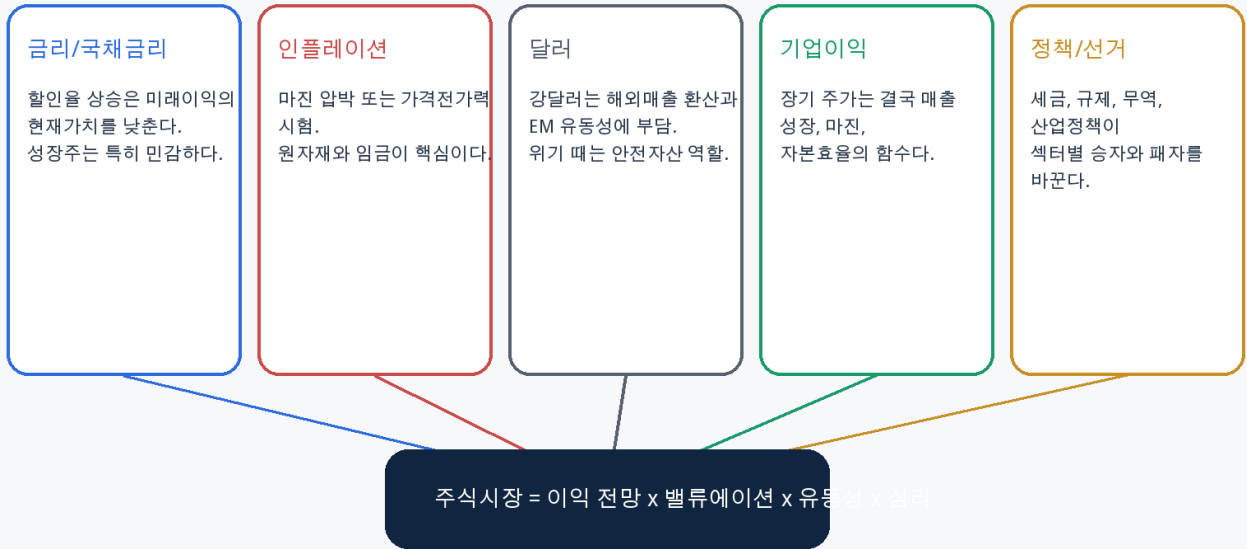 금리/국채금리
할인율 상승은 미래이익의
현재가치를 낮춘다.
성장주는 특히 민감하다.
인플레이션
마진 압박 또는 가격전가력
시험.
원자재와 임금이 핵심이다.
달러
강달러는 해외매출 환산과
EM 유동성에 부담.
위기 때는 안전자산 역할.
기업이익
장기 주가는 결국 매출
성장, 마진,
자본효율의 함수다.
정책/선거
세금, 규제, 무역,
산업정책이
섹터별 승자와 패자를
바꾼다.
주식시장 = 이익 전망 x 밸류에이션 x 유동성 x 심리